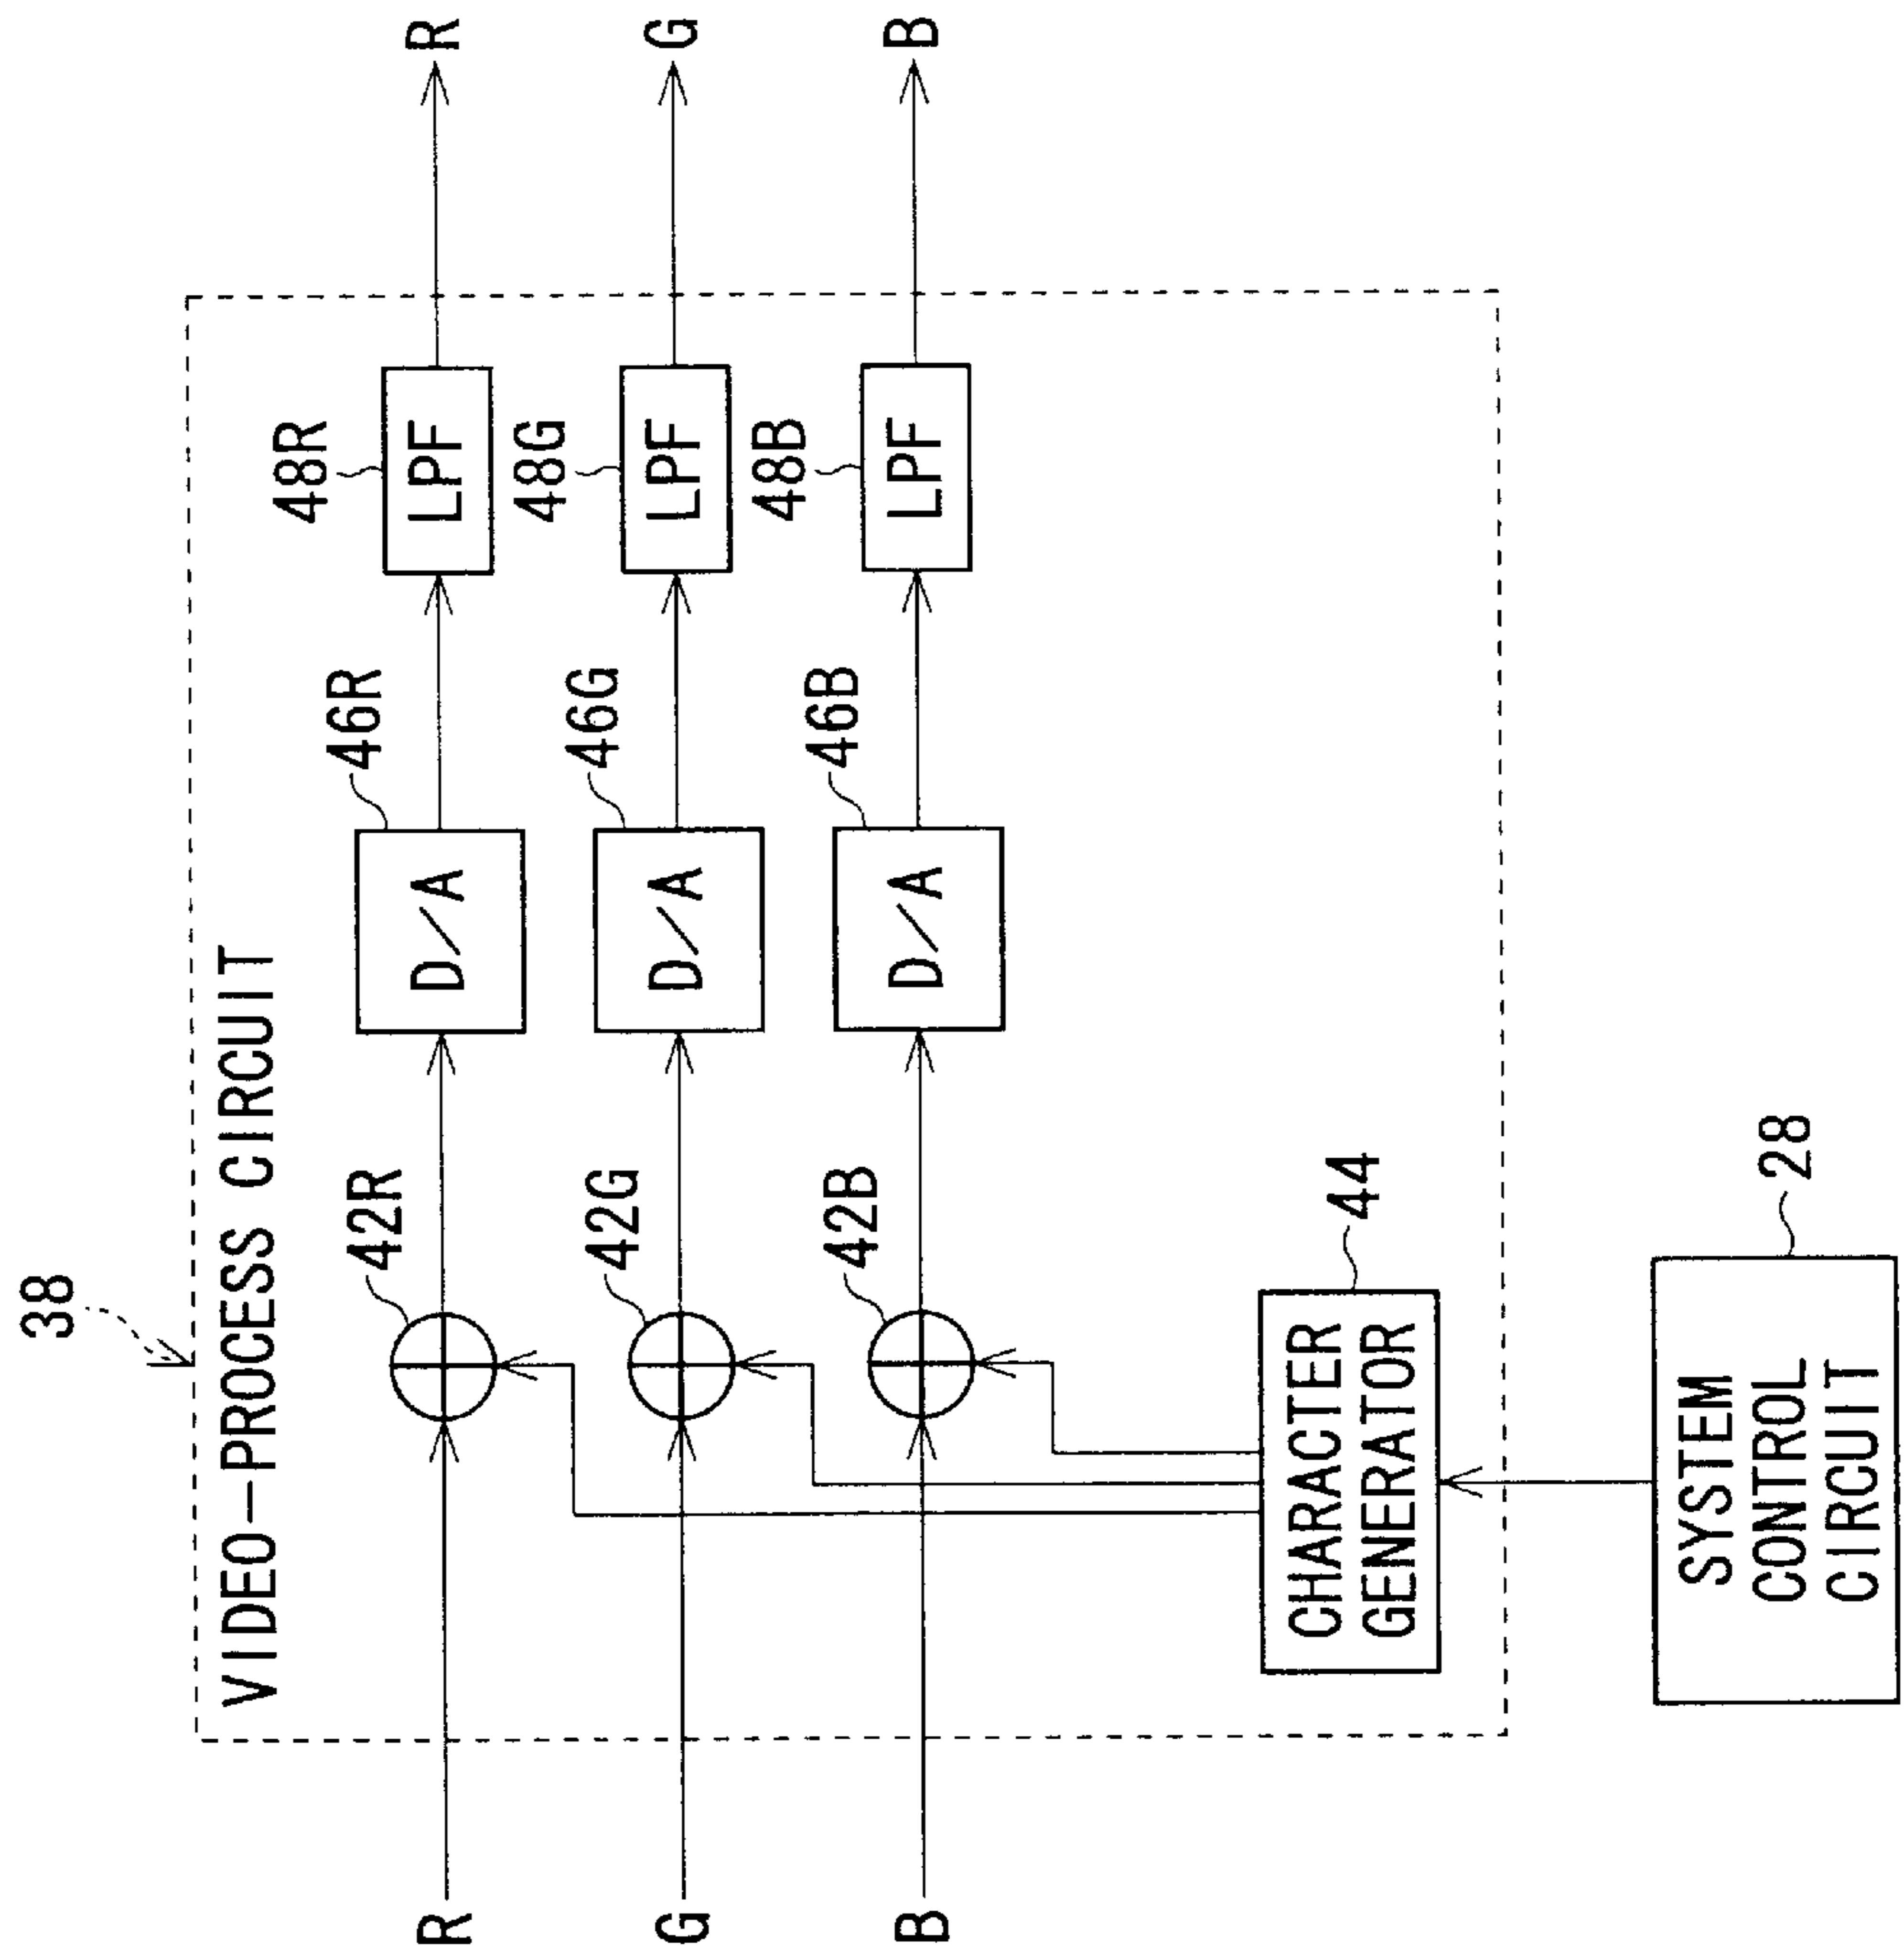 38
VIDEO-PROCESS CIRCUIT
R
42R
46R
48R
D/A
LPF
R
G
42G
46G
48G
D/A
LPF
G
B
42B
46B
48B
D/A
LPF
B
44
CHARACTER
GENERATOR
28
SYSTEM
CONTROL
CIRCUIT